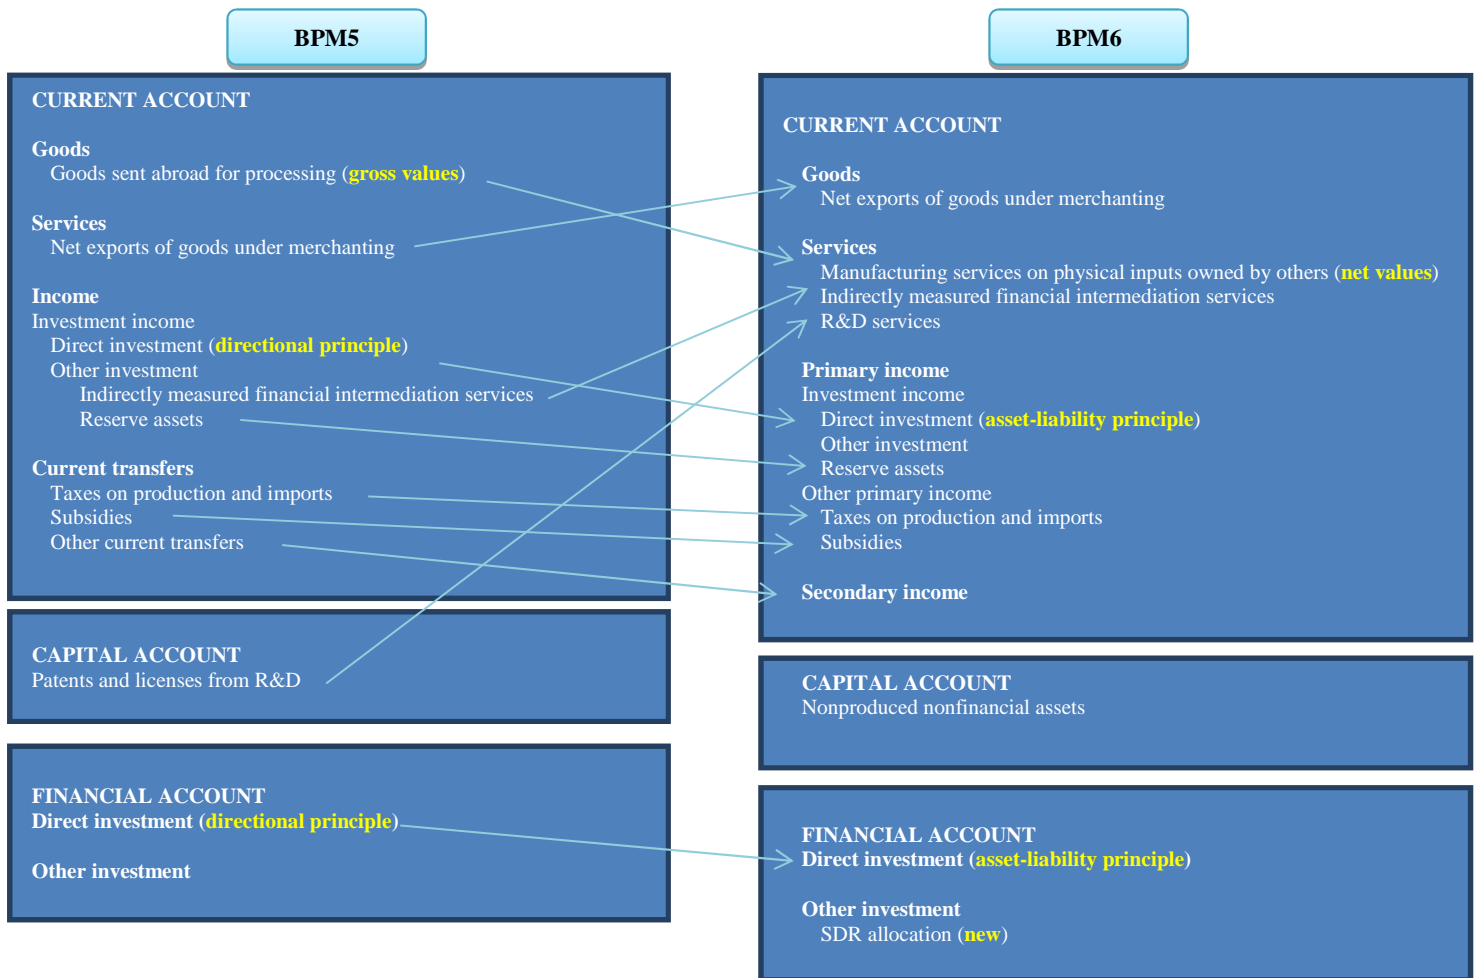 BPM5
CURRENT ACCOUNT
Goods
Goods sent abroad for processing (gross values)
Services
Net exports of goods under merchanting
Income
Investment income
Direct investment (directional principle)
Other investment
Indirectly measured financial intermediation services
Reserve assets
Current transfers
Taxes on production and imports
Subsidies
Other current transfers
CAPITAL ACCOUNT
Patents and licenses from R&D
FINANCIAL ACCOUNT
Direct investment (directional principle)
Other investment
BPM6
CURRENT ACCOUNT
Goods
Net exports of goods under merchanting
Services
Manufacturing services on physical inputs owned by others (net values)
Indirectly measured financial intermediation services
R&D services
Primary income
Investment income
Direct investment (asset-liability principle)
Other investment
Reserve assets
Other primary income
Taxes on production and imports
Subsidies
Secondary income
CAPITAL ACCOUNT
Nonproduced nonfinancial assets
FINANCIAL ACCOUNT
Direct investment (asset-liability principle)
Other investment
SDR allocation (new)